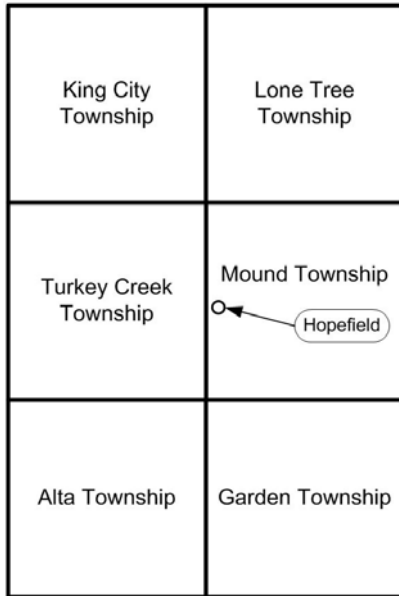 King City
Township
Lone Tree
Township
Turkey Creek
Township
Mound Township
Hopefield
Alta Township
Garden Township